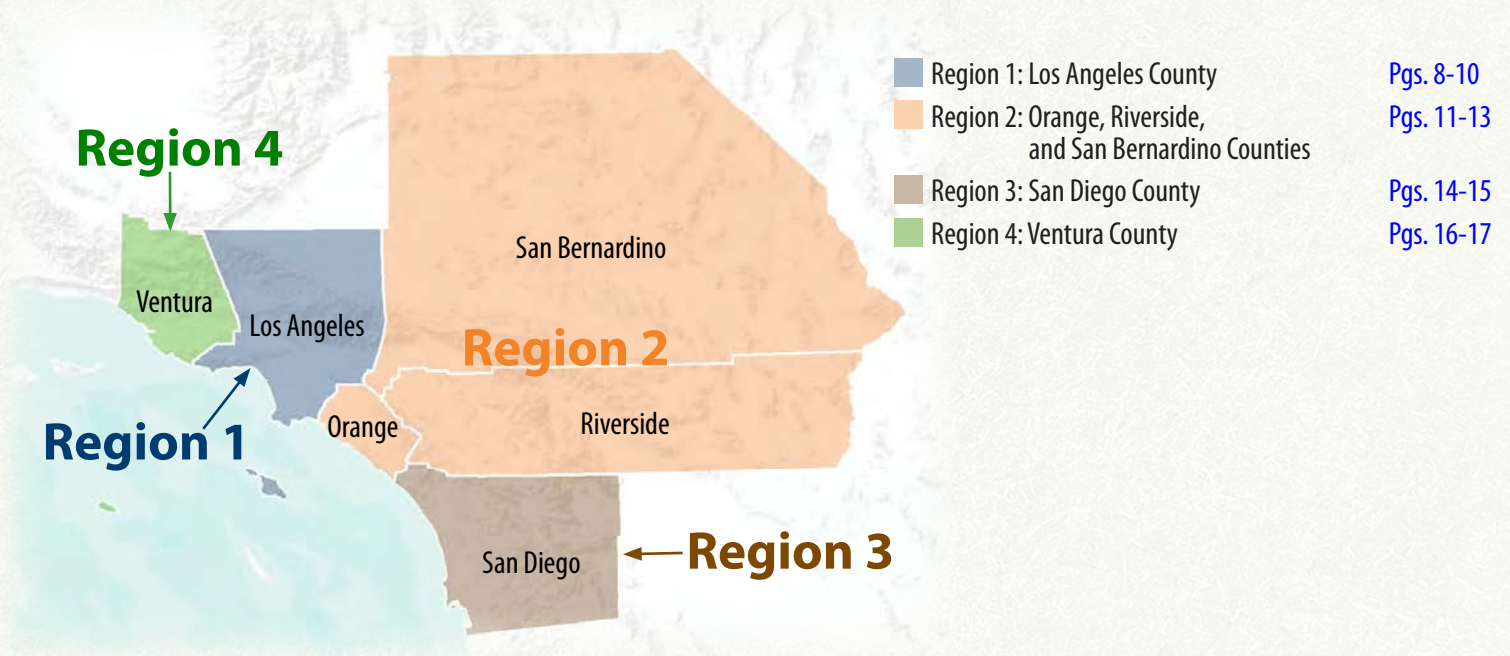 Region 1: Los Angeles County Pgs. 8-10
Region 2: Orange, Riverside, Pgs. 11-13
and San Bernardino Counties
Region 3: San Diego County Pgs. 14-15
Region 4: Ventura County Pgs. 16-17
Region 4
San Bernardino
Ventura
Los Angeles
Region 2
Orange
Riverside
Region 1
San Diego
Region 3